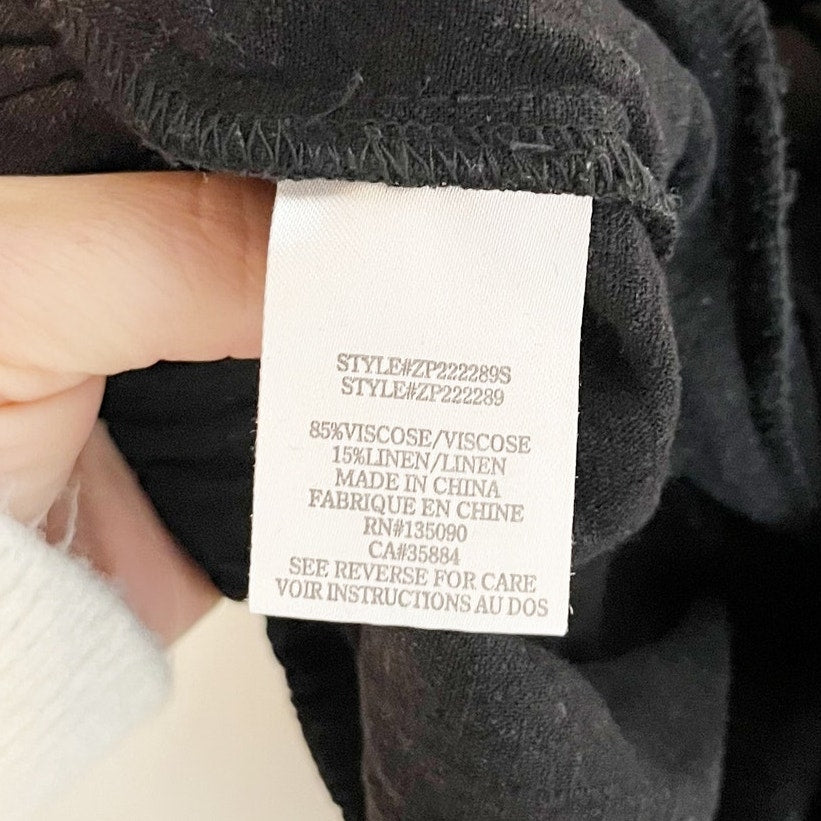 STYLE#ZP222289S
STYLE#ZP222289
85%VISCOSE/VISCOSE
15%LINEN/LINEN
MADE IN CHINA
FABRIQUE EN CHINE
RN#135090
CA#35884
SEE REVERSE FOR CARE
VOIR INSTRUCTIONS AU DOS